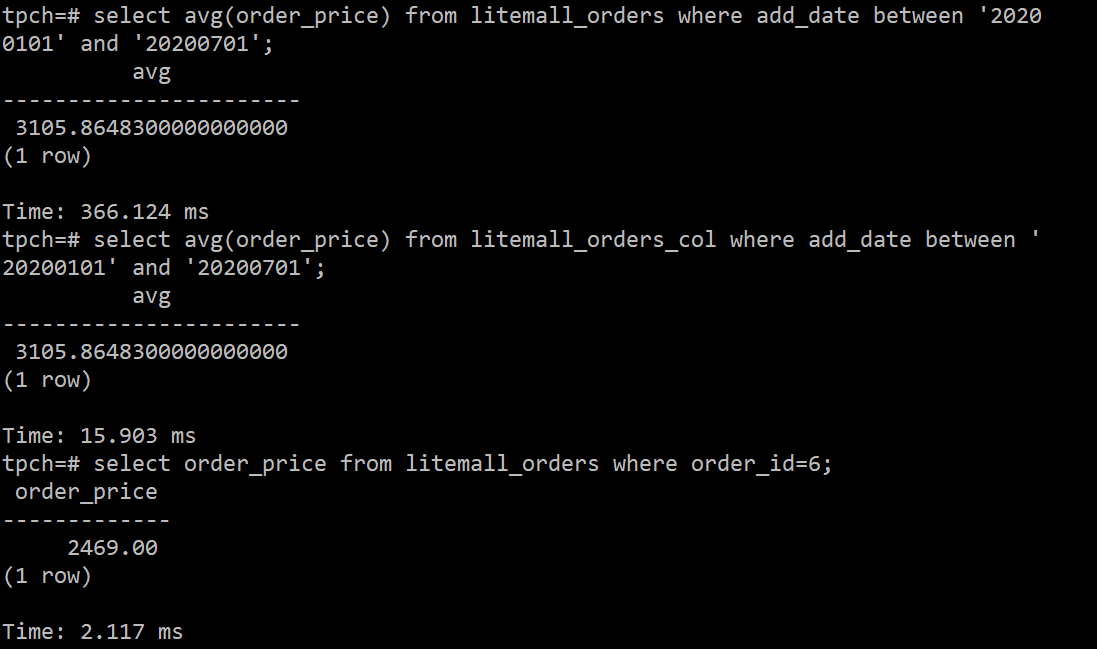 tpch=# select avg(order_price) from litemall_orders where add_date between '2020
0101' and '20200701';
          avg
-----------------------
 3105.8648300000000000
(1 row)

Time: 366.124 ms
tpch=# select avg(order_price) from litemall_orders_col where add_date between '
20200101' and '20200701';
          avg
-----------------------
 3105.8648300000000000
(1 row)

Time: 15.903 ms
tpch=# select order_price from litemall_orders where order_id=6;
 order_price
-------------
     2469.00
(1 row)

Time: 2.117 ms